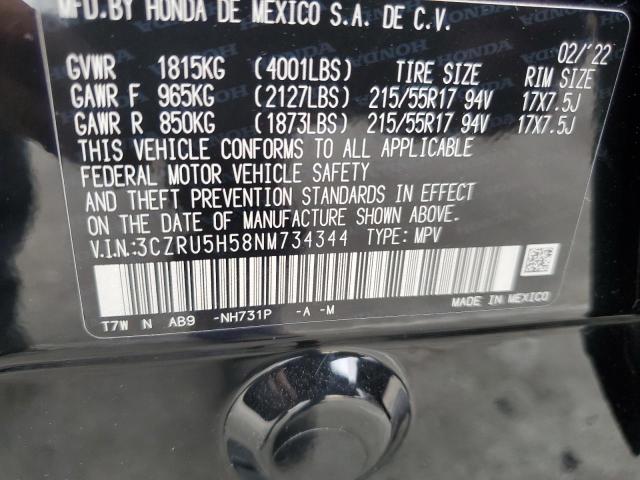 MFD.BY HONDA DE MEXICO S.A. DE C.V.
02/'22
GVWR 1815KG (4001LBS) TIRE SIZE RIM SIZE
GAWR F 965KG (2127LBS) 215/55R17 94V 17X7.5J
GAWR R 850KG (1873LBS) 215/55R17 94V 17X7.5J
THIS VEHICLE CONFORMS TO ALL APPLICABLE
FEDERAL MOTOR VEHICLE SAFETY
AND THEFT PREVENTION STANDARDS IN EFFECT
ON THE DATE OF MANUFACTURE SHOWN ABOVE.
V.I.N.:3CZRU5H58NM734344 TYPE: MPV
T7W N AB9 -NH731P -A -M
MADE IN MEXICO